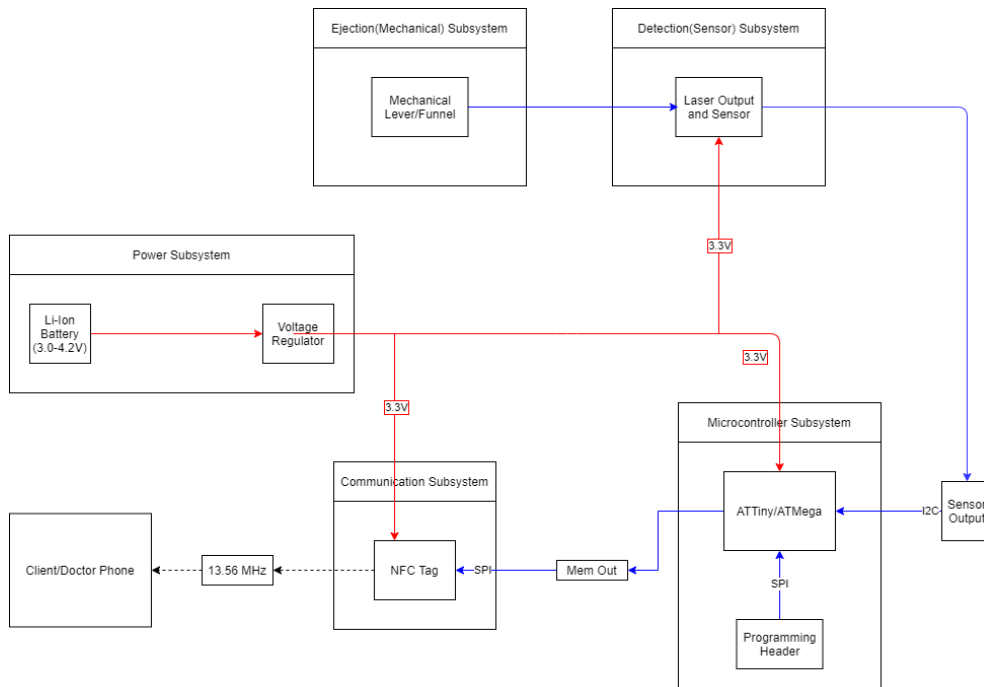 Ejection(Mechanical) Subsystem
Detection(Sensor) Subsystem
Mechanical
Lever/Funnel
Laser Output
and Sensor
3.3V
Power Subsystem
Li-Ion
Battery
(3.0-4.2V)
Voltage
Regulator
3.3V
3.3V
Microcontroller Subsystem
Communication Subsystem
ATTiny/ATMega
I2C
Sensor
Output
Client/Doctor Phone
13.56 MHz
NFC Tag
SPI
Mem Out
SPI
Programming
Header